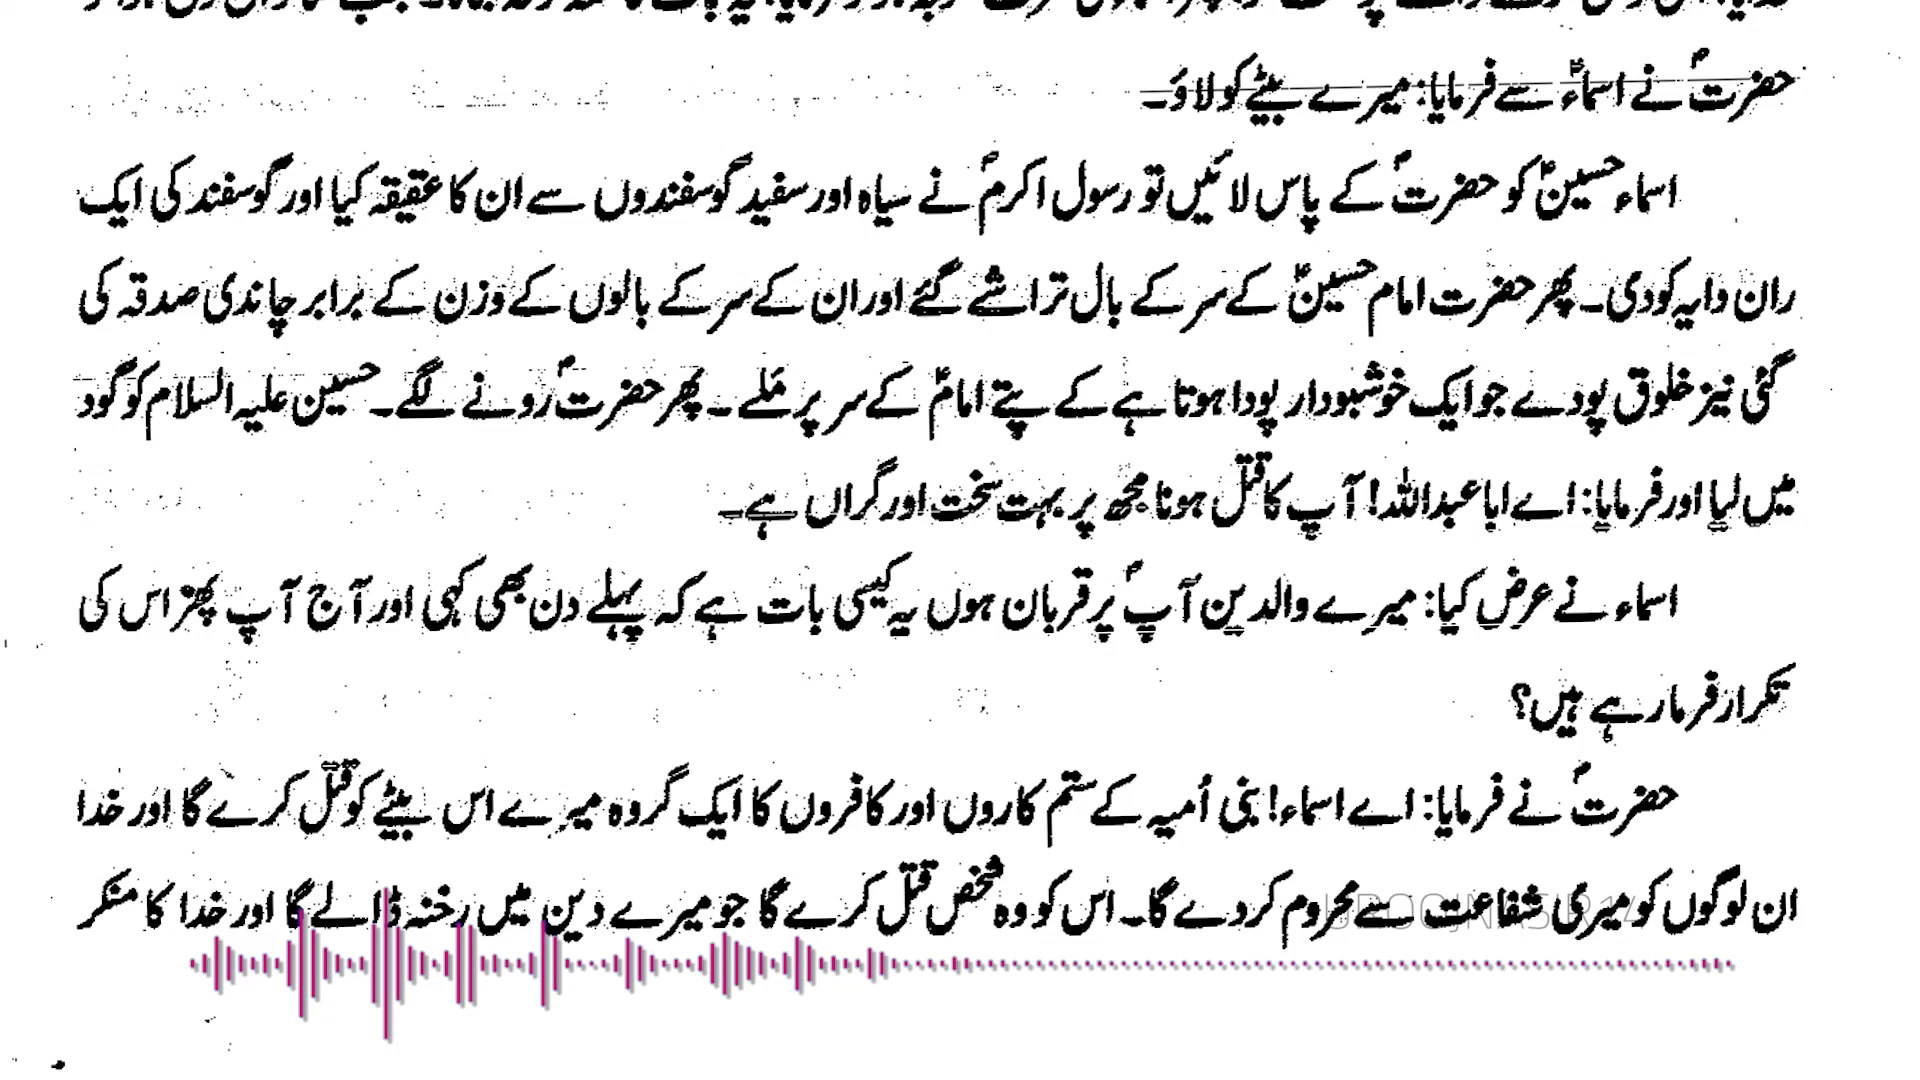 حضرتؐ نے اسماءؓ سے فرمایا: میرے بیٹے کو لاؤ۔
اسماء حسینؑ کو حضرتؐ کے پاس لائیں تو رسول اکرمؐ نے سیاہ اور سفید گوسفندوں سے ان کا عقیقہ کیا اور گوسفند کی ایک
ران دایہ کو دی۔ پھر حضرت امام حسینؑ کے سر کے بال تراشے گئے اور ان کے سر کے بالوں کے وزن کے برابر چاندی صدقہ کی
گئی نیز خلوق پودے جو ایک خوشبودار پودا ہوتا ہے کے پتے امامؑ کے سر پر مَلے۔ پھر حضرتؐ رونے لگے۔ حسین علیہ السلام کو گود
میں لیا اور فرمایا: اے ابا عبداللہ! آپ کا قتل ہونا مجھ پر بہت سخت اور گراں ہے۔
اسماء نے عرض کیا: میرے والدین آپؐ پر قربان ہوں یہ کیسی بات ہے کہ پہلے دن بھی کہی اور آج آپ پھر اس کی
تکرار فرما رہے ہیں؟
حضرتؐ نے فرمایا: اے اسماء! بنی اُمیہ کے ستم کاروں اور کافروں کا ایک گروہ میرے اس بیٹے کو قتل کرے گا اور خدا
ان لوگوں کو میری شفاعت سے محروم کر دے گا۔ اس کو وہ شخص قتل کرے گا جو میرے دین میں رخنہ ڈالے گا اور خدا کا منکر